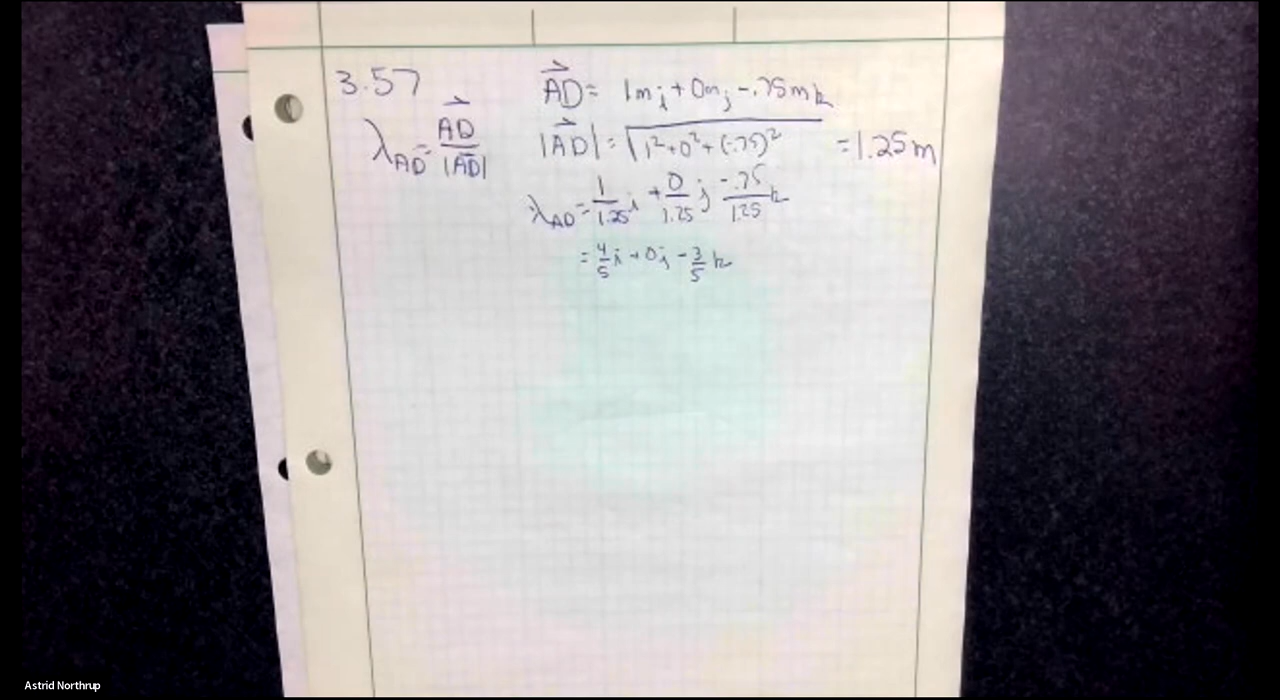 3.57
AD = 1m i + 0m j - .75m k
λAD = AD / |AD|
|AD| = √1² + 0² + (-.75)² = 1.25m
λAD = 1/1.25 i + 0/1.25 j -.75/1.25 k
= 4/5 i + 0j - 3/5 k
Astrid Northrup